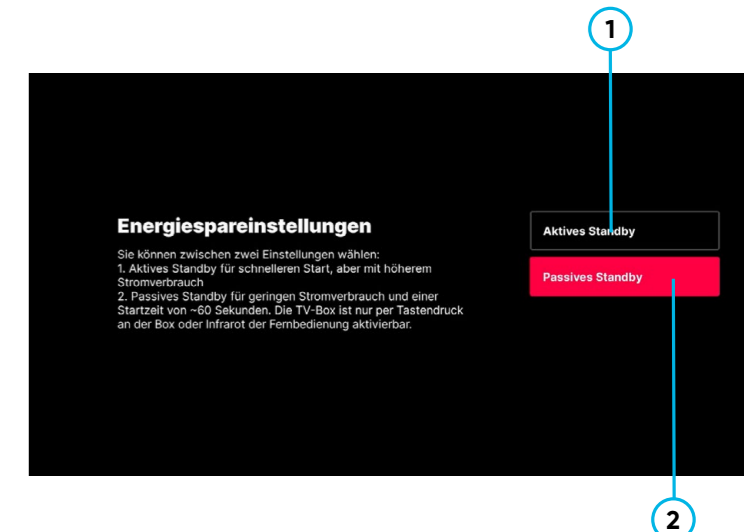 1
Energiespareinstellungen
Sie können zwischen zwei Einstellungen wählen:
1. Aktives Standby für schnelleren Start, aber mit höherem
Stromverbrauch
2. Passives Standby für geringen Stromverbrauch und einer
Startzeit von ~60 Sekunden. Die TV-Box ist nur per Tastendruck
an der Box oder Infrarot der Fernbedienung aktivierbar.
Aktives Standby
Passives Standby
2